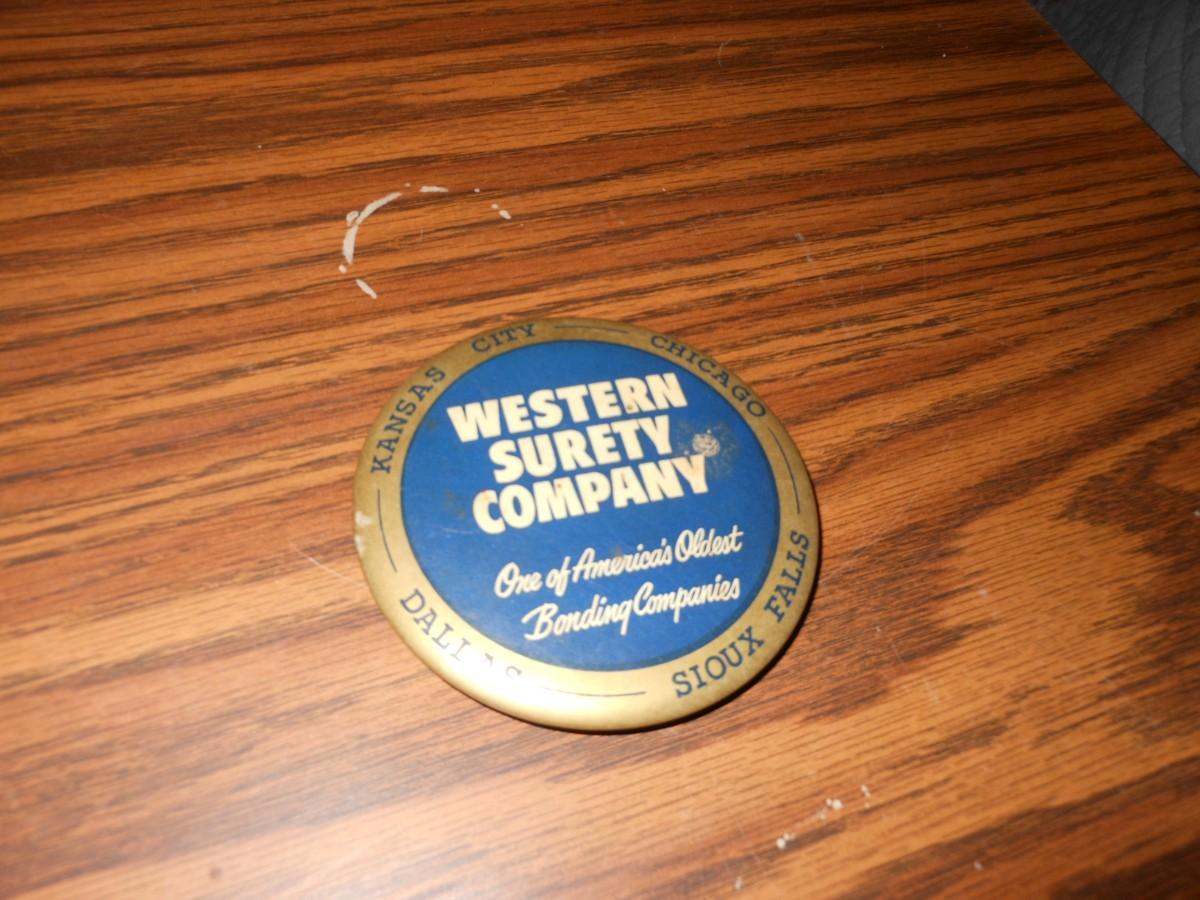 KANSAS CITY
CHICAGO
WESTERN
SURETY
COMPANY
One of America's Oldest
Bonding Companies
DALLAS
SIOUX FALLS